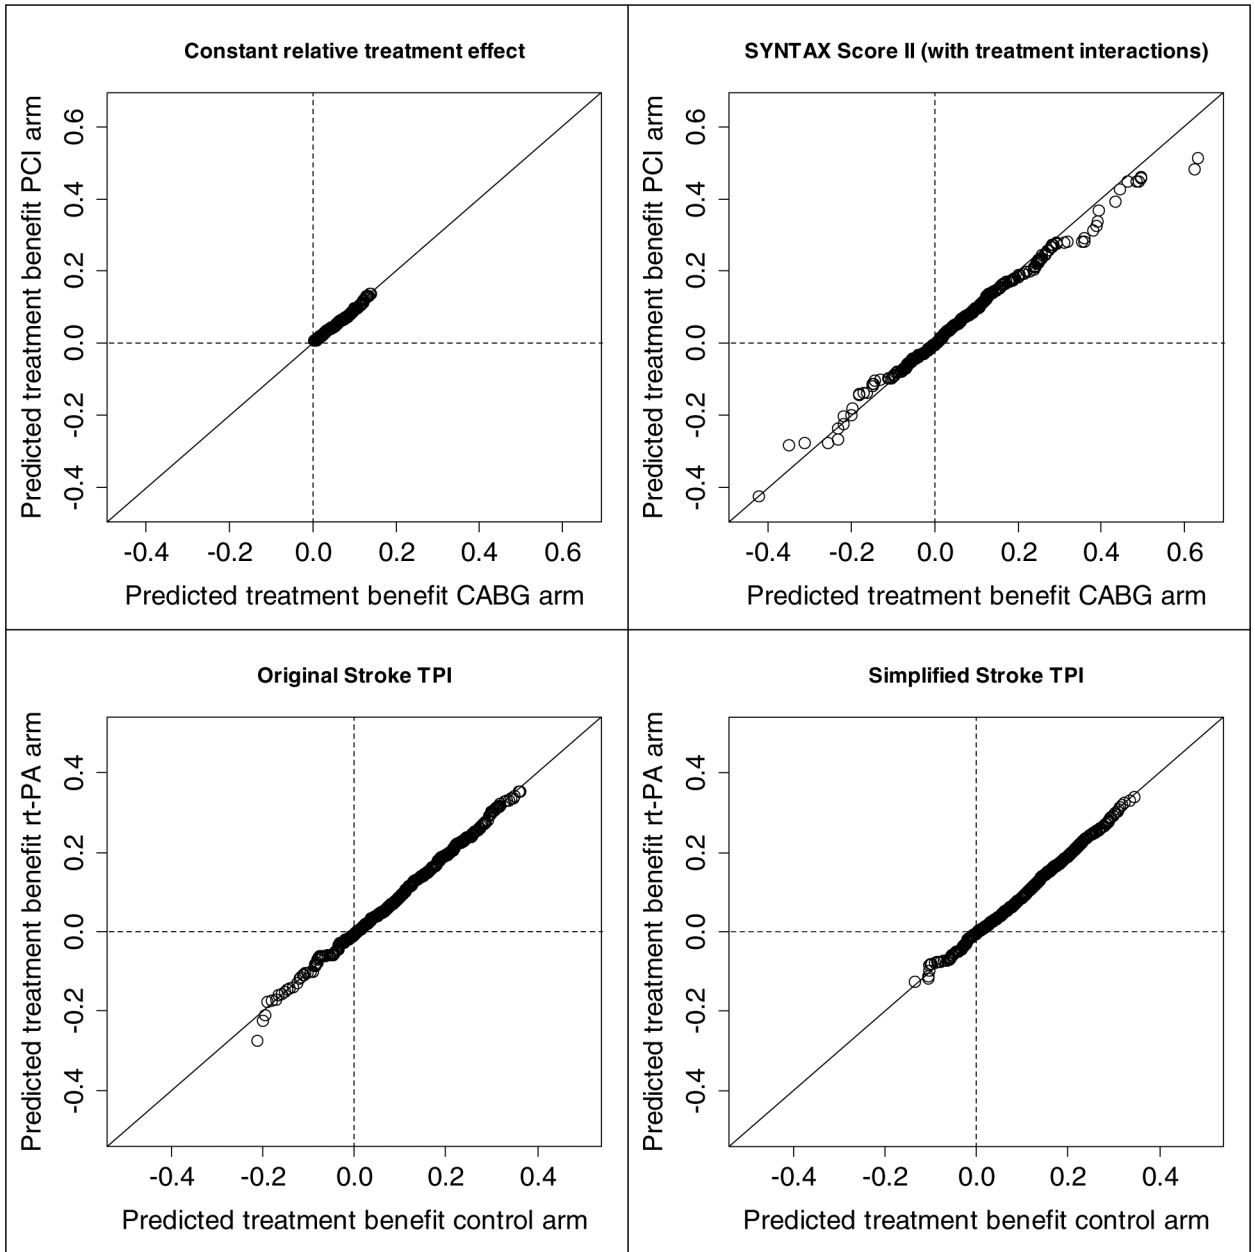 Constant relative treatment effect
Predicted treatment benefit PCI arm
0.6
0.4
0.2
0.0
-0.2
-0.4
-0.4 -0.2 0.0 0.2 0.4 0.6
Predicted treatment benefit CABG arm
SYNTAX Score II (with treatment interactions)
Predicted treatment benefit PCI arm
0.6
0.4
0.2
0.0
-0.2
-0.4
-0.4 -0.2 0.0 0.2 0.4 0.6
Predicted treatment benefit CABG arm
Original Stroke TPI
Predicted treatment benefit rt-PA arm
0.4
0.2
0.0
-0.2
-0.4
-0.4 -0.2 0.0 0.2 0.4
Predicted treatment benefit control arm
Simplified Stroke TPI
Predicted treatment benefit rt-PA arm
0.4
0.2
0.0
-0.2
-0.4
-0.4 -0.2 0.0 0.2 0.4
Predicted treatment benefit control arm